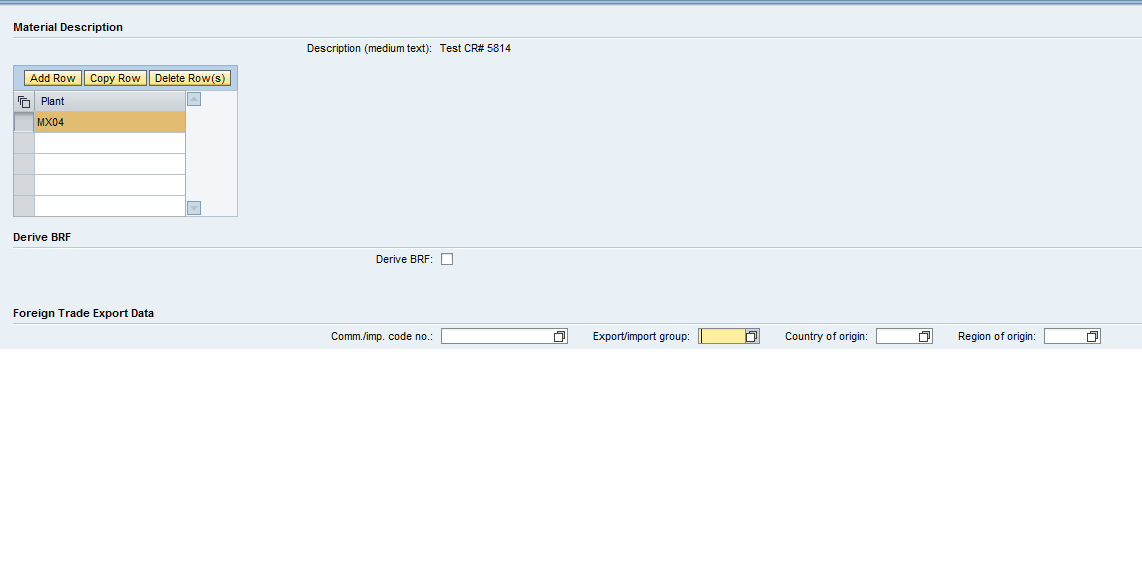 Material Description
Description (medium text): Test CR# 5814
Add Row Copy Row Delete Row(s)
Plant
MX04
Derive BRF
Derive BRF:
Foreign Trade Export Data
Comm./imp. code no.: Export/import group: Country of origin: Region of origin: